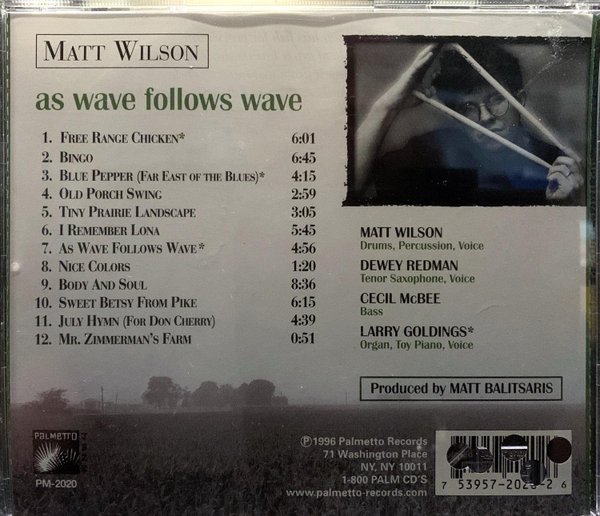 MATT WILSON
as wave follows wave
1. FREE RANGE CHICKEN* 6:01
2. BINGO 6:45
3. BLUE PEPPER (FAR EAST OF THE BLUES)* 4:15
4. OLD PORCH SWING 2:59
5. TINY PRAIRIE LANDSCAPE 3:05
6. I REMEMBER LONA 5:45
7. AS WAVE FOLLOWS WAVE* 4:56
8. NICE COLORS 1:20
9. BODY AND SOUL 8:36
10. SWEET BETSY FROM PIKE 6:15
11. JULY HYMN (FOR DON CHERRY) 4:39
12. MR. ZIMMERMAN'S FARM 0:51
MATT WILSON
Drums, Percussion, Voice
DEWEY REDMAN
Tenor Saxophone, Voice
CECIL McBEE
Bass
LARRY GOLDINGS*
Organ, Toy Piano, Voice
Produced by MATT BALITSARIS
PALMETTO
PM-2020
℗1996 Palmetto Records
71 Washington Place
NY, NY, 10011
1-800 PALM CD'S
www.palmetto-records.com
7 53957